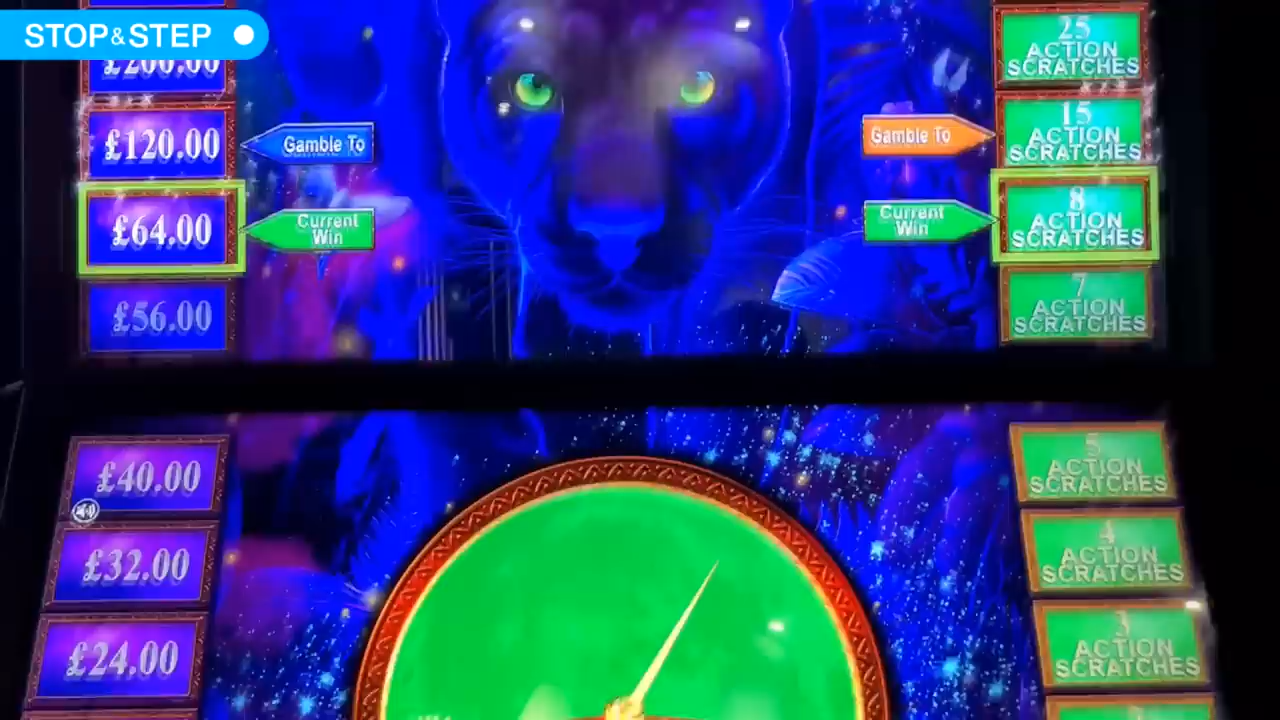 STOP&STEP
£200.00
£120.00
Gamble To
£64.00
Current
Win
£56.00
Gamble To
Current
Win
25
ACTION
SCRATCHES
15
ACTION
SCRATCHES
8
ACTION
SCRATCHES
7
ACTION
SCRATCHES
£40.00
£32.00
£24.00
5
ACTION
SCRATCHES
4
ACTION
SCRATCHES
3
ACTION
SCRATCHES